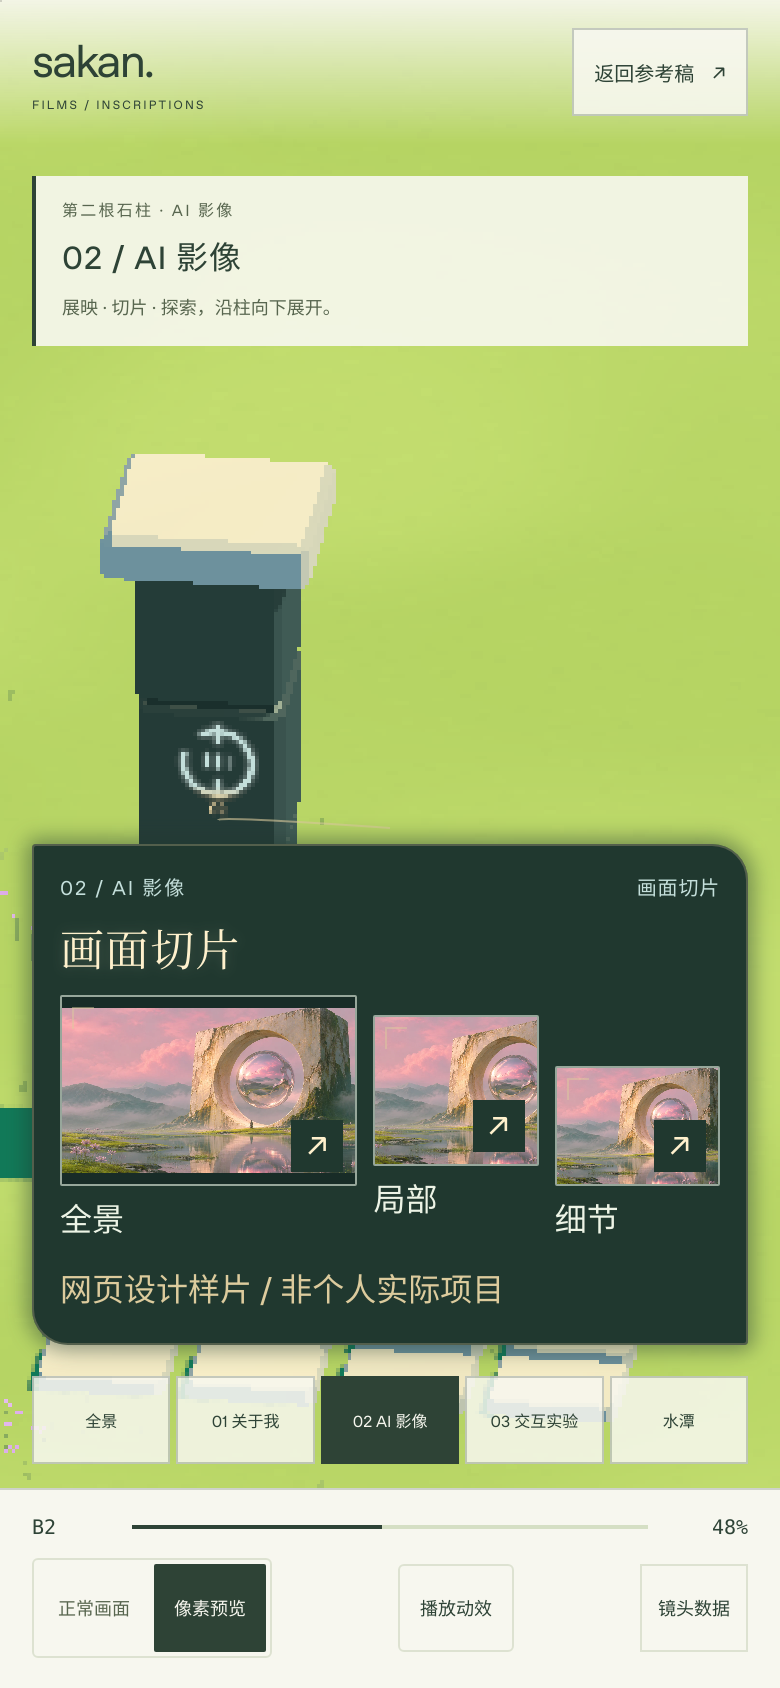 sakan.
FILMS / INSCRIPTIONS
返回参考稿
第二根石柱 · AI 影像
02 / AI 影像
展映 · 切片 · 探索，沿柱向下展开。
02 / AI 影像
画面切片
画面切片
全景
局部
细节
网页设计样片 / 非个人实际项目
全景
01 关于我
02 AI 影像
03 交互实验
水潭
B2
48%
正常画面
像素预览
播放动效
镜头数据